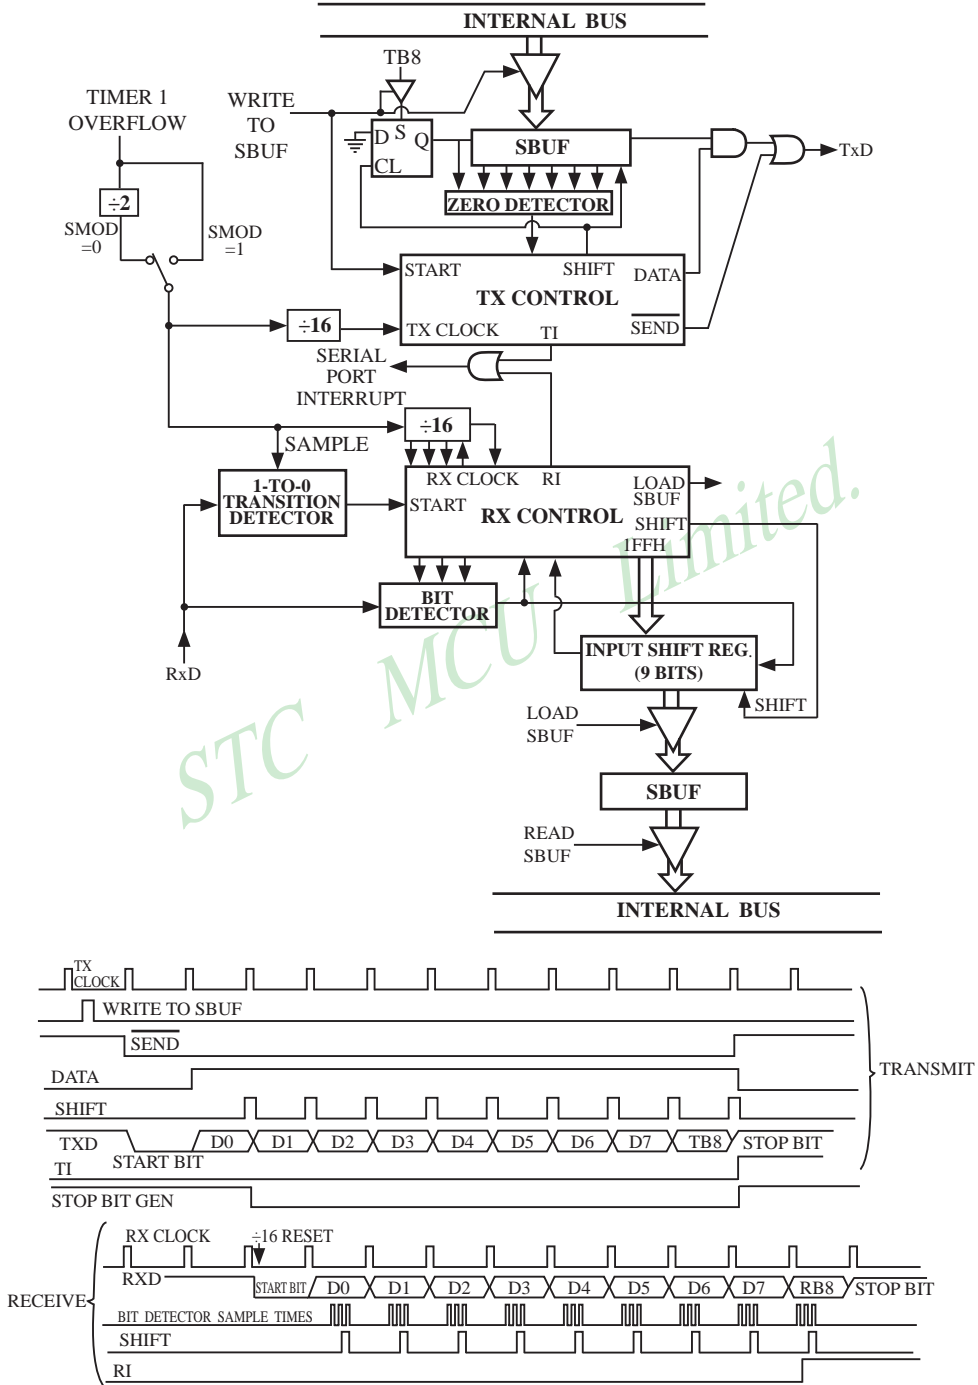 INTERNAL BUS
TB8
TIMER 1
OVERFLOW
WRITE
TO
SBUF
D
S
Q
CL
SBUF
TxD
÷2
ZERO DETECTOR
SMOD
=0
SMOD
=1
START
SHIFT
DATA
TX CONTROL
÷16
TX CLOCK
TI
SEND
SERIAL
PORT
INTERRUPT
÷16
SAMPLE
1-TO-0
TRANSITION
DETECTOR
RX CLOCK
RI
LOAD
SBUF
START
RX CONTROL
SHIFT
1FFH
BIT
DETECTOR
RxD
INPUT SHIFT REG.
(9 BITS)
SHIFT
LOAD
SBUF
SBUF
READ
SBUF
INTERNAL BUS
STC MCU Limited.
TX
CLOCK
WRITE TO SBUF
SEND
DATA
TRANSMIT
SHIFT
TXD
START BIT
D0 D1 D2 D3 D4 D5 D6 D7 TB8
STOP BIT
TI
STOP BIT GEN
RX CLOCK
÷16 RESET
RXD
START BIT
D0 D1 D2 D3 D4 D5 D6 D7 RB8
STOP BIT
RECEIVE
BIT DETECTOR SAMPLE TIMES
SHIFT
RI